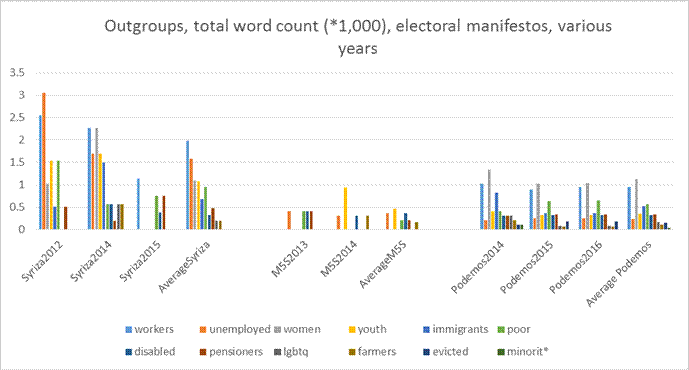 Outgroups, total word count (*1,000), electoral manifestos, various
years
3.5
3
2.5
2
1.5
1
0.5
0
Syriza2012
Syriza2014
Syriza2015
AverageSyriza
M5S2013
M5S2014
AverageM5S
Podemos2014
Podemos2015
Podemos2016
Average Podemos
workers unemployed women youth immigrants poor
disabled pensioners lgbtq farmers evicted minorit*